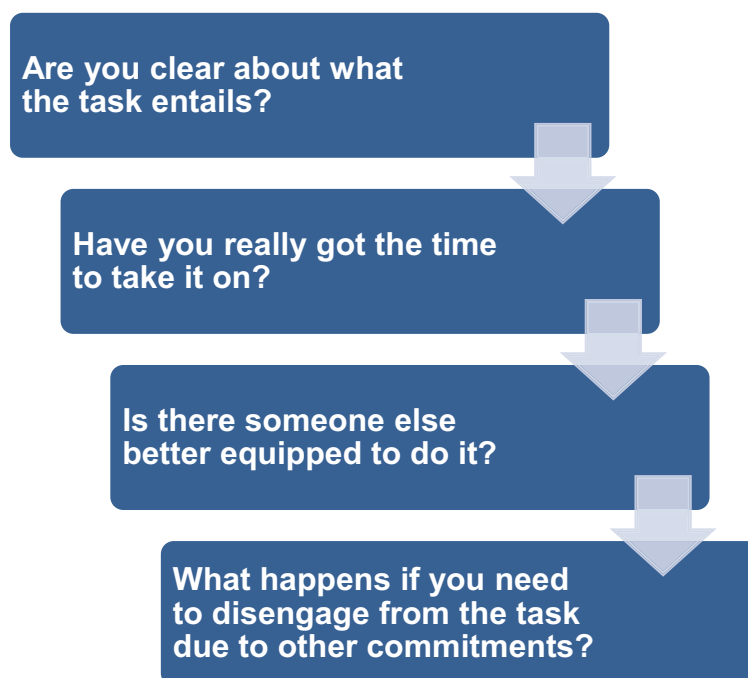 Are you clear about what
the task entails?
Have you really got the time
to take it on?
Is there someone else
better equipped to do it?
What happens if you need
to disengage from the task
due to other commitments?